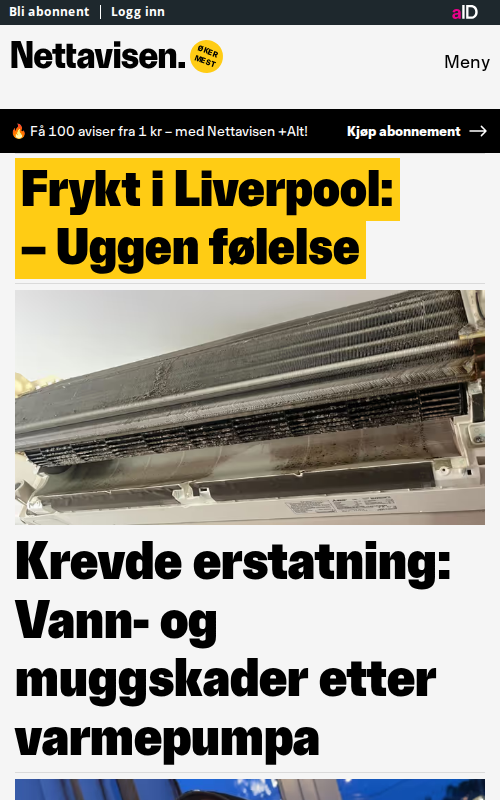 Bli abonnent
Logg inn
aID
Nettavisen.
ØKER
MEST
Meny
🔥 Få 100 aviser fra 1 kr – med Nettavisen +Alt!
Kjøp abonnement →
Frykt i Liverpool:
– Uggen følelse
Krevde erstatning:
Vann- og
muggskader etter
varmepumpa